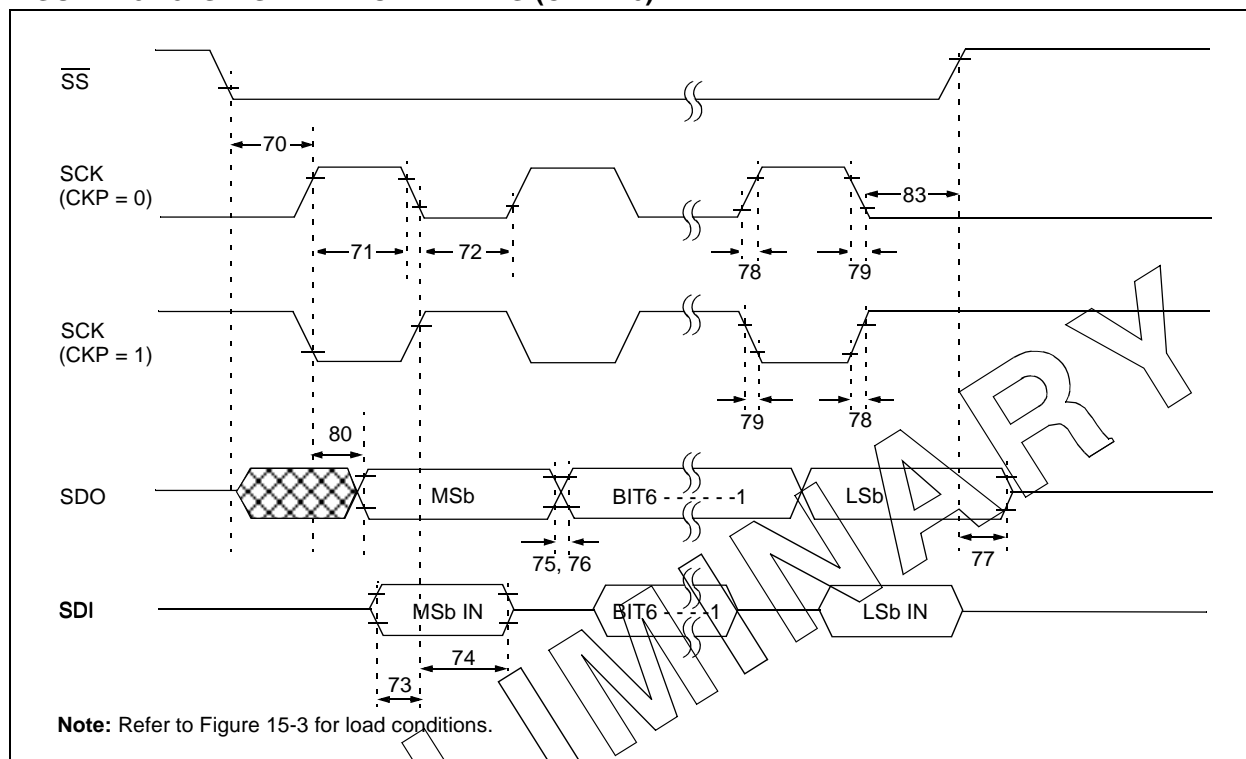 SS
70
SCK
(CKP = 0)
83
71
72
78
79
SCK
(CKP = 1)
79
78
80
SDO
MSb
BIT6 - - - - - -1
LSb
75, 76
77
SDI
MSb IN
BIT6 - - - -1
LSb IN
74
73
Note: Refer to Figure 15-3 for load conditions.
LIMINARY